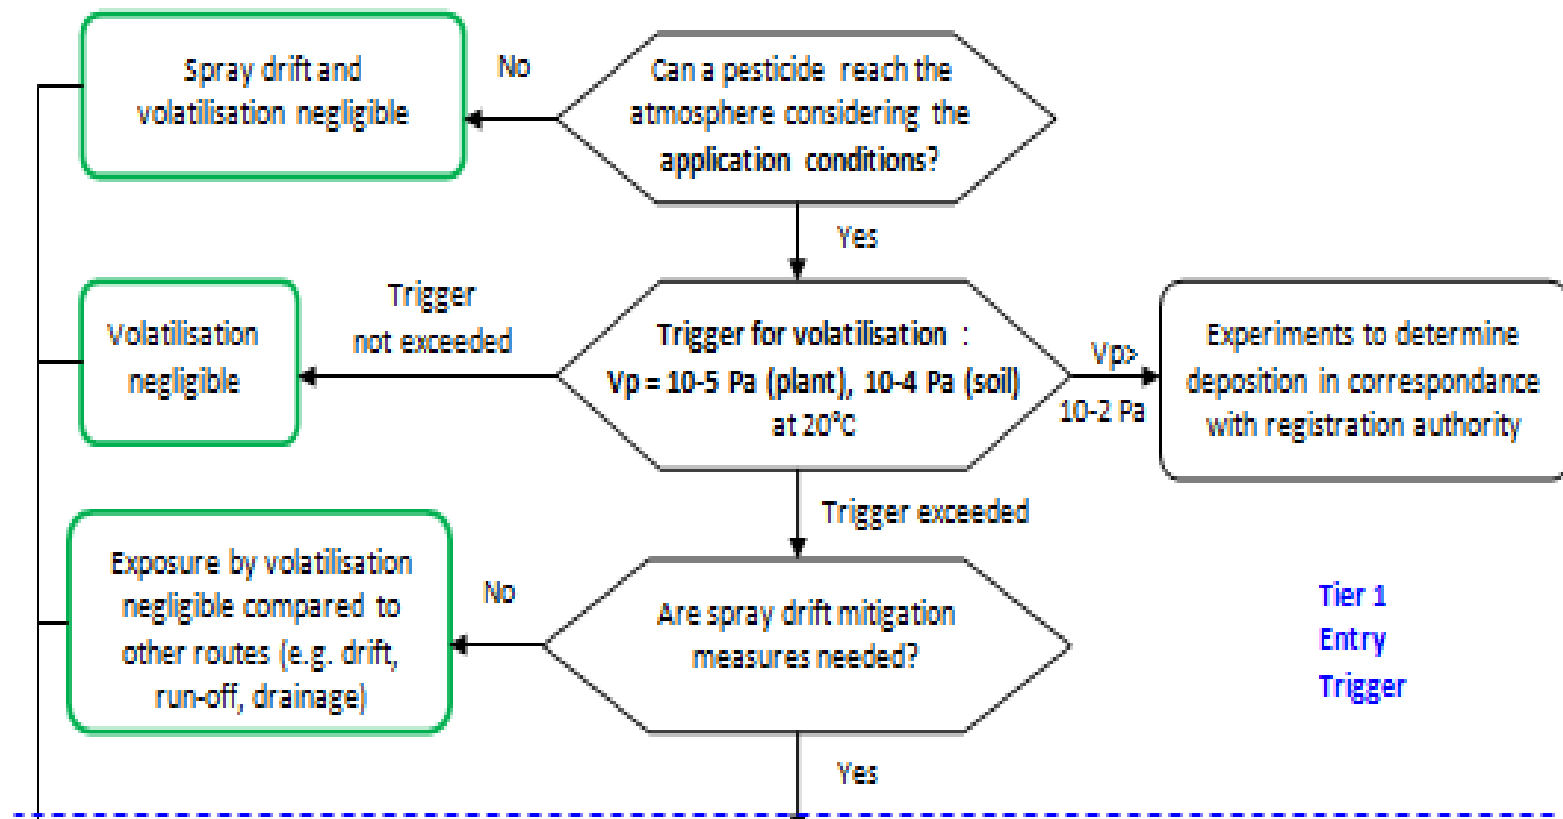 Spray drift and
volatilisation negligible
No
Can a pesticide reach the
atmosphere considering the
application conditions?
Yes
Volatilisation
negligible
Trigger
not exceeded
Trigger for volatilisation :
Vp = 10-5 Pa (plant), 10-4 Pa (soil)
at 20°C
Vp>
10-2 Pa
Experiments to determine
deposition in correspondance
with registration authority
Trigger exceeded
Exposure by volatilisation
negligible compared to
other routes (e.g. drift,
run-off, drainage)
No
Are spray drift mitigation
measures needed?
Tier 1
Entry
Trigger
Yes